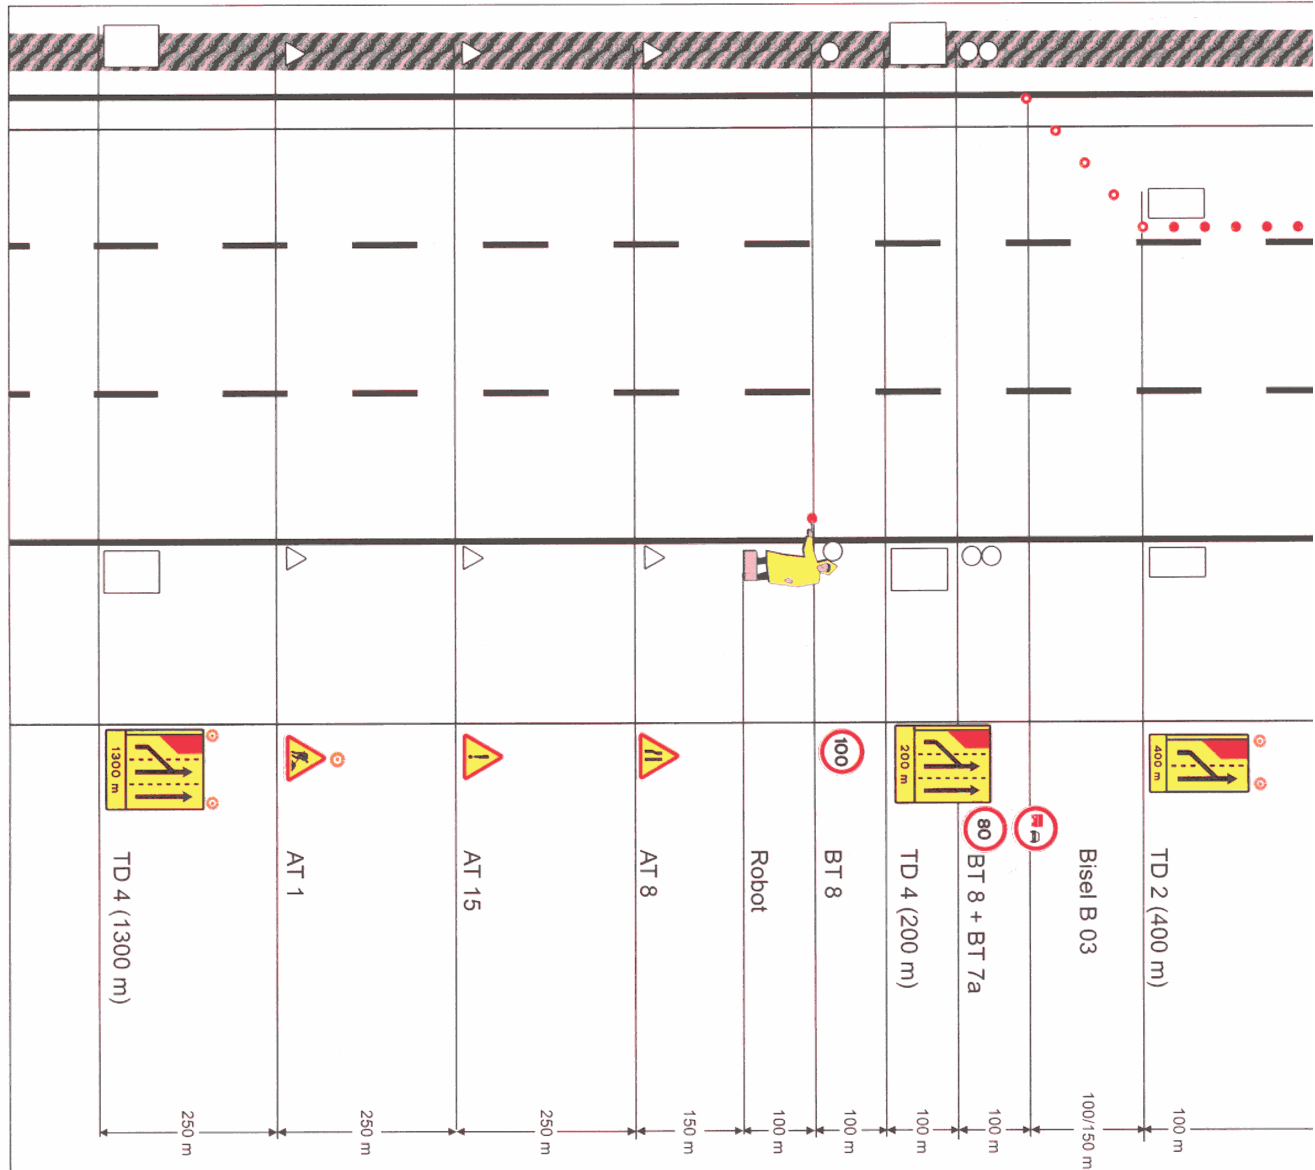 1300 m
100
200 m
80
400 m
TD 4 (1300 m)
AT 1
AT 15
AT 8
Robot
BT 8
TD 4 (200 m)
BT 8 + BT 7a
Bisel B 03
TD 2 (400 m)
250 m
250 m
250 m
150 m
100 m
100 m
100 m
100 m
100/150 m
100 m